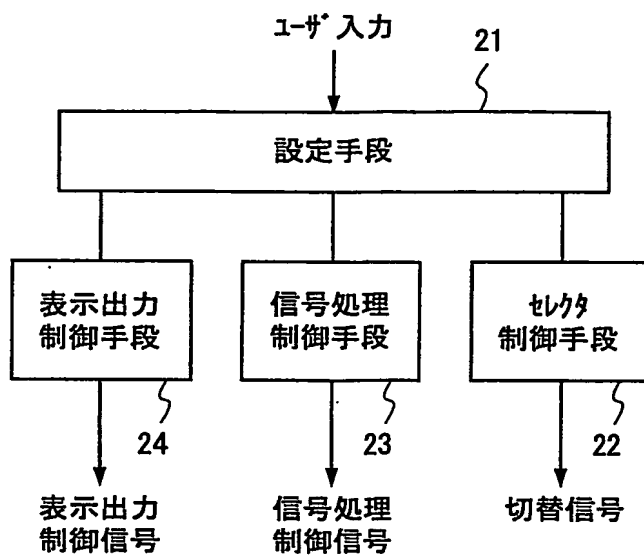 ﾕｰｻﾞ入力
21
設定手段
表示出力
制御手段
信号処理
制御手段
ｾﾚｸﾀ
制御手段
24
23
22
表示出力
制御信号
信号処理
制御信号
切替信号